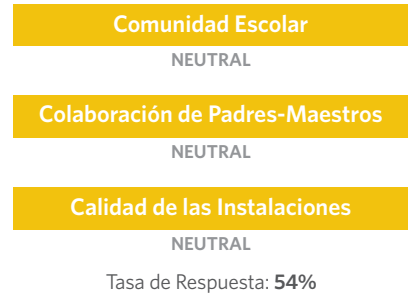 Comunidad Escolar
NEUTRAL
Colaboración de Padres-Maestros
NEUTRAL
Calidad de las Instalaciones
NEUTRAL
Tasa de Respuesta: 54%